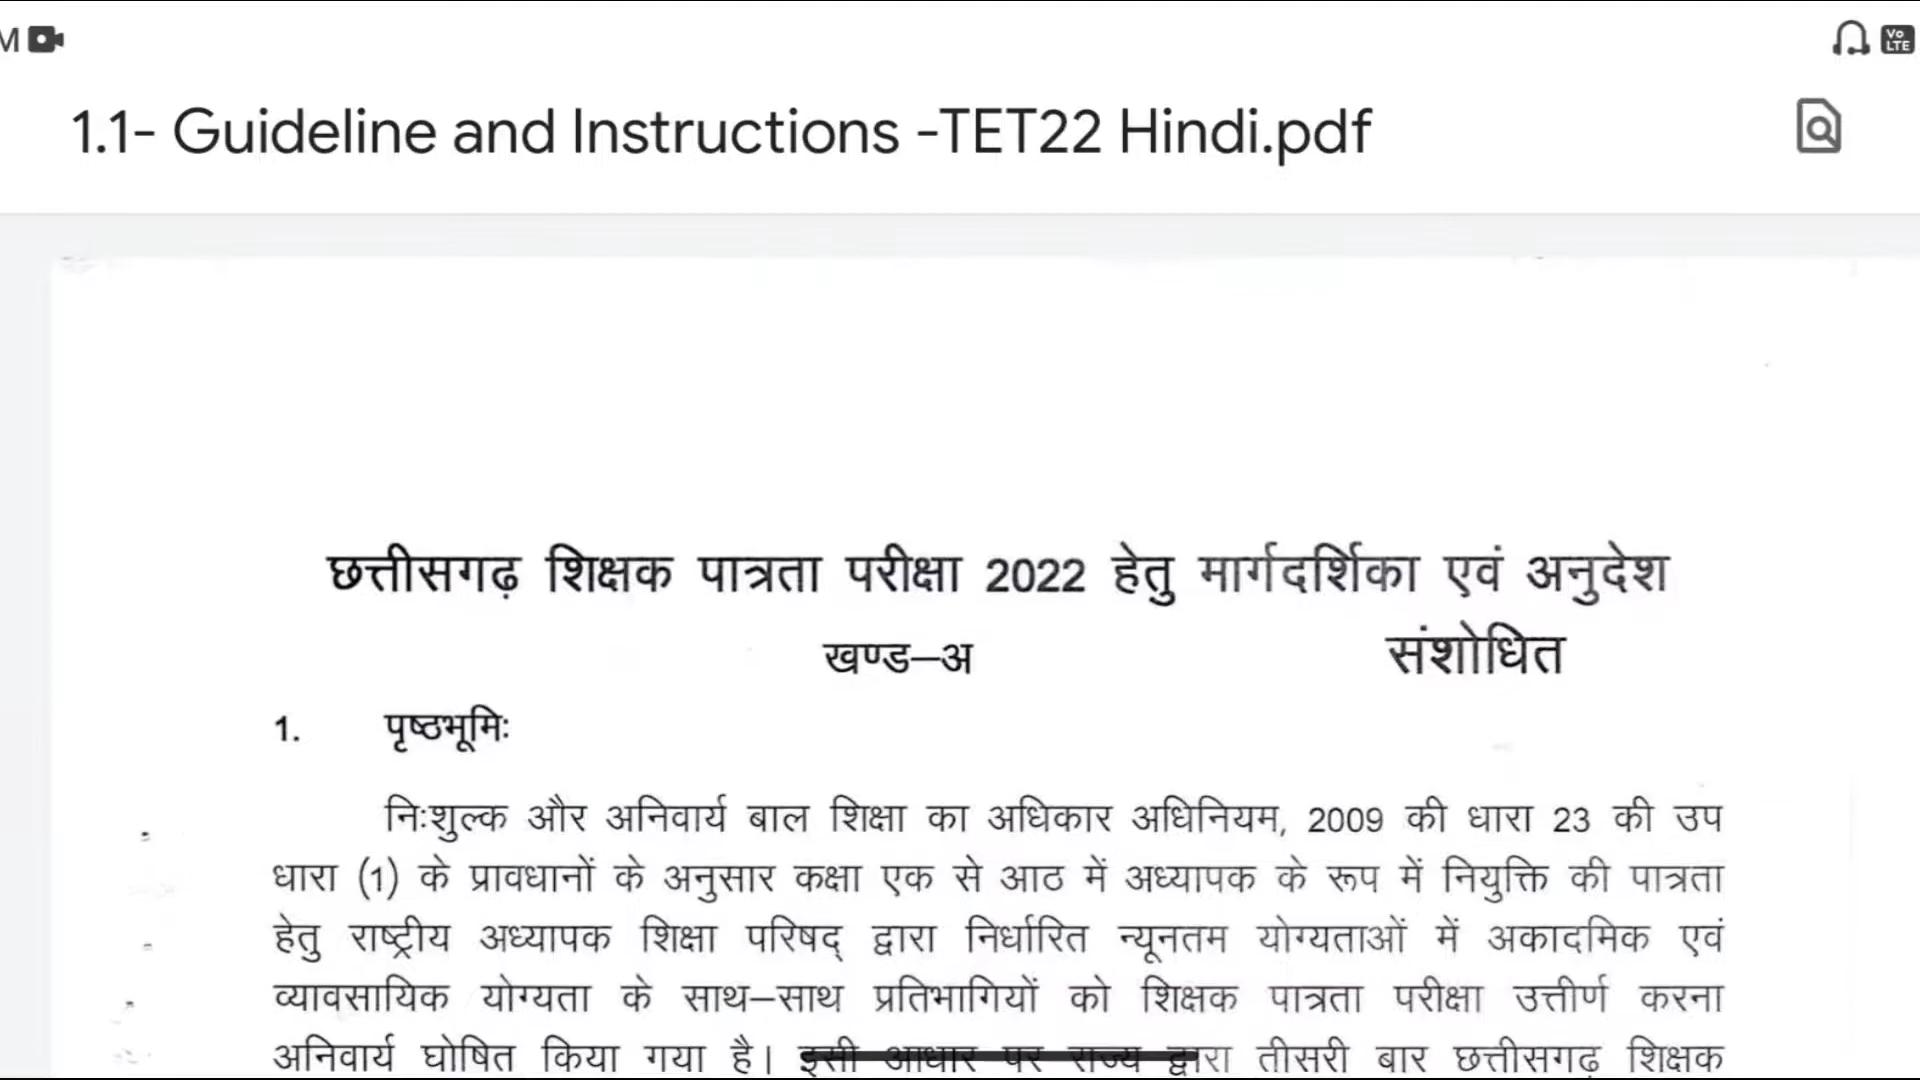 M
Vo LTE
1.1- Guideline and Instructions -TET22 Hindi.pdf
छत्तीसगढ़ शिक्षक पात्रता परीक्षा 2022 हेतु मार्गदर्शिका एवं अनुदेश
खण्ड–अ संशोधित
1. पृष्ठभूमिः
निःशुल्क और अनिवार्य बाल शिक्षा का अधिकार अधिनियम, 2009 की धारा 23 की उप
धारा (1) के प्रावधानों के अनुसार कक्षा एक से आठ में अध्यापक के रूप में नियुक्ति की पात्रता
हेतु राष्ट्रीय अध्यापक शिक्षा परिषद् द्वारा निर्धारित न्यूनतम योग्यताओं में अकादमिक एवं
व्यावसायिक योग्यता के साथ–साथ प्रतिभागियों को शिक्षक पात्रता परीक्षा उत्तीर्ण करना
अनिवार्य घोषित किया गया है। इसी आधार पर राज्य द्वारा तीसरी बार छत्तीसगढ़ शिक्षक